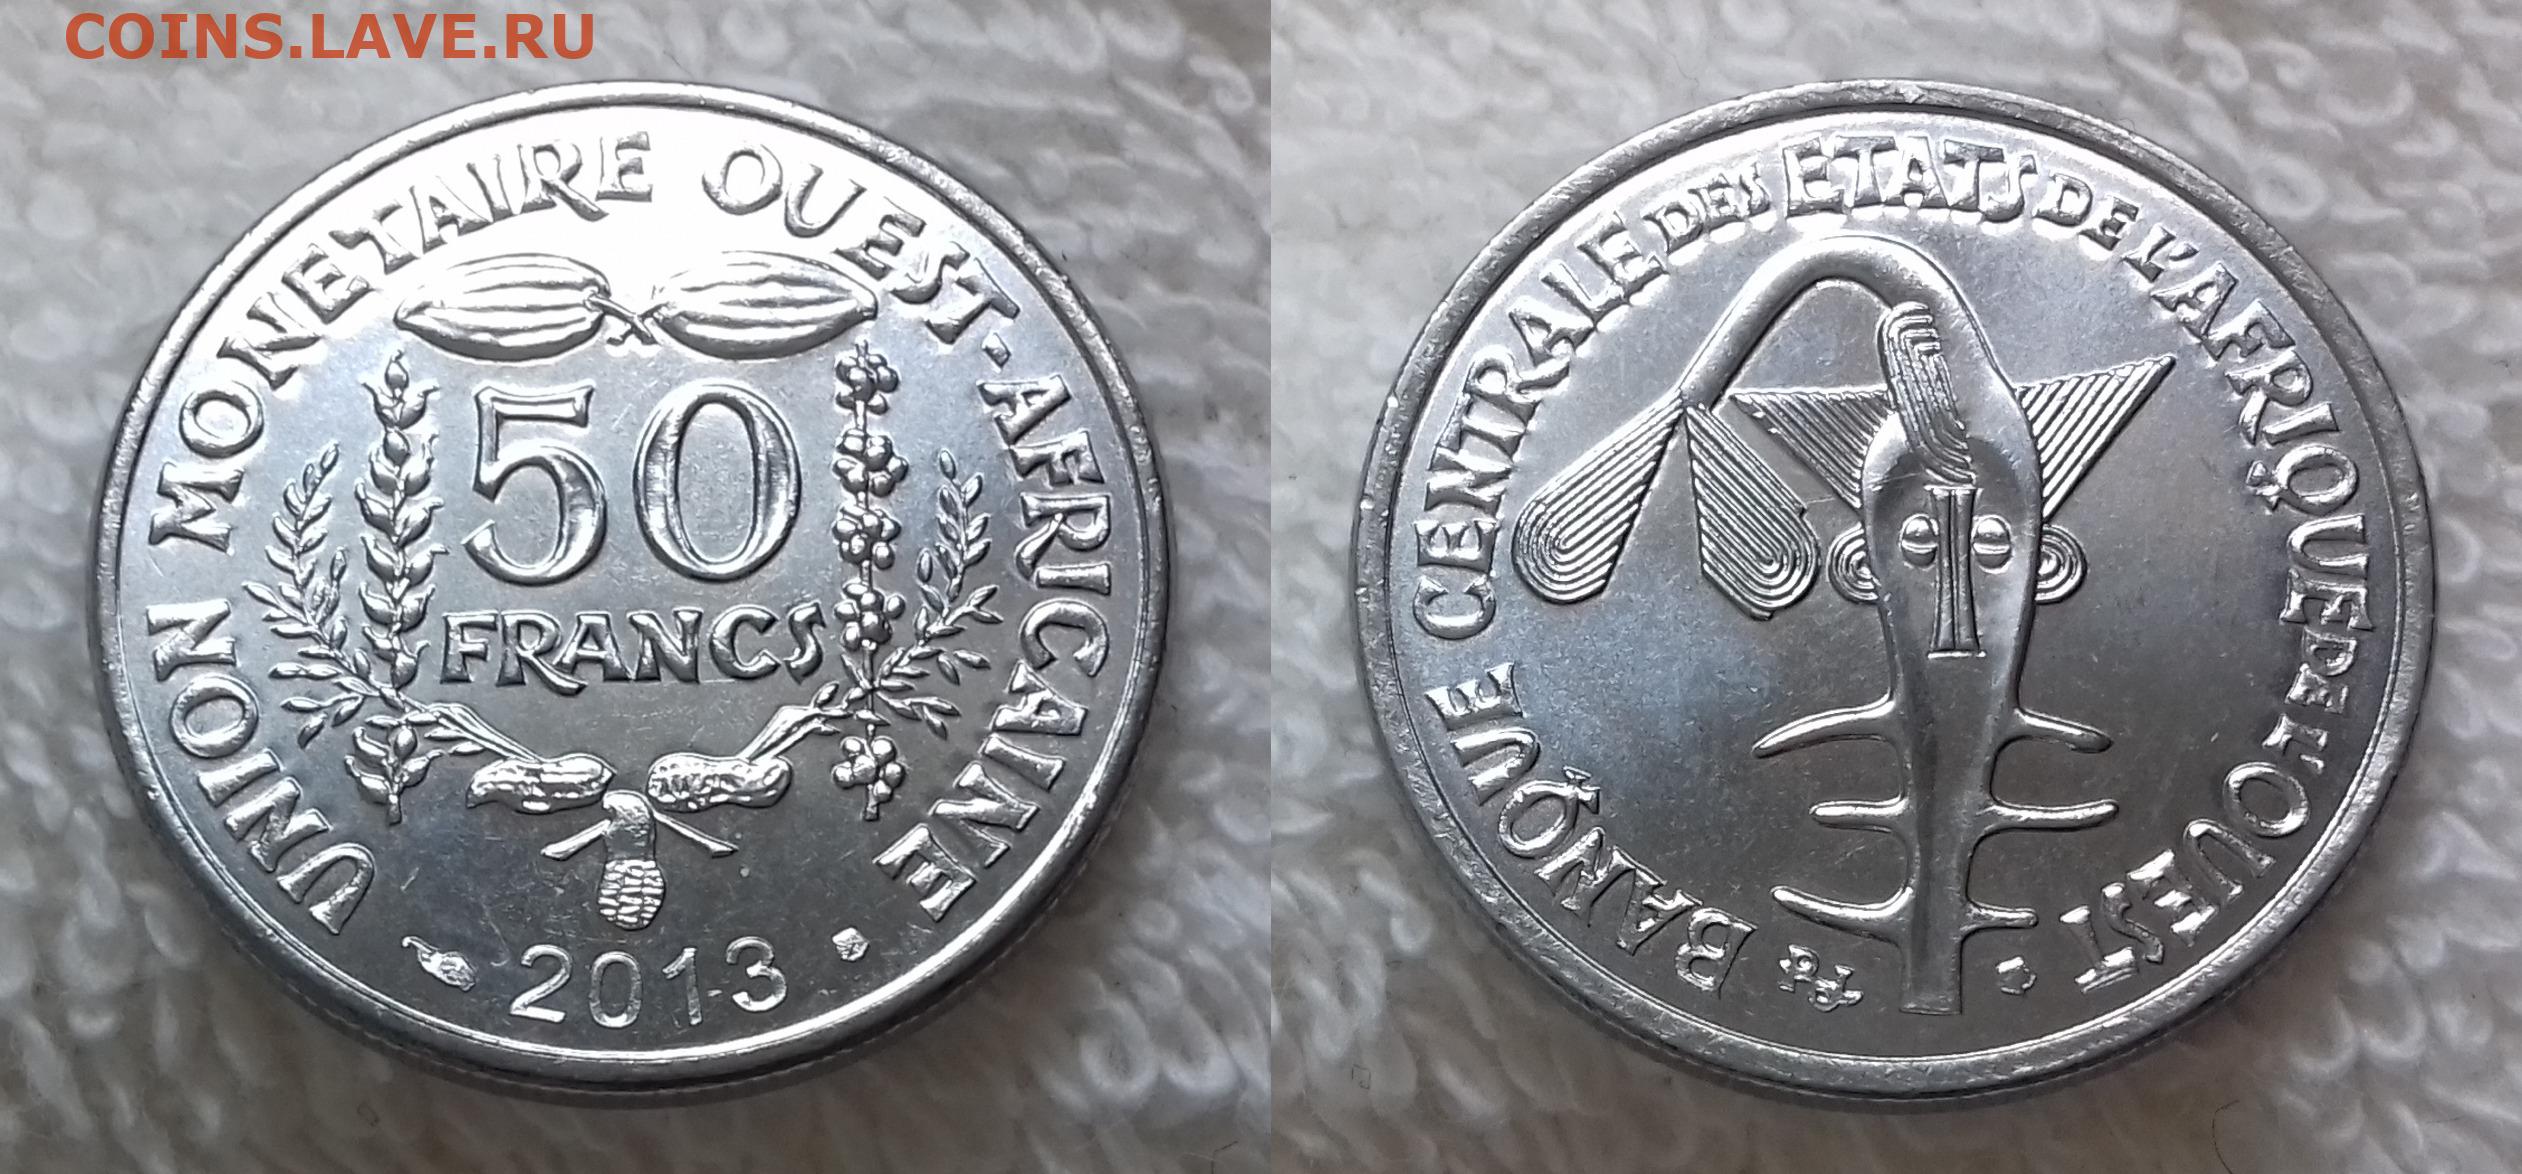 COINS.LAVE.RU
UNION MONETAIRE OUEST-AFRICAINE
50
FRANCS
2013
BANQUE CENTRALE DES ETATS DE L'AFRIQUE DE L'OUEST